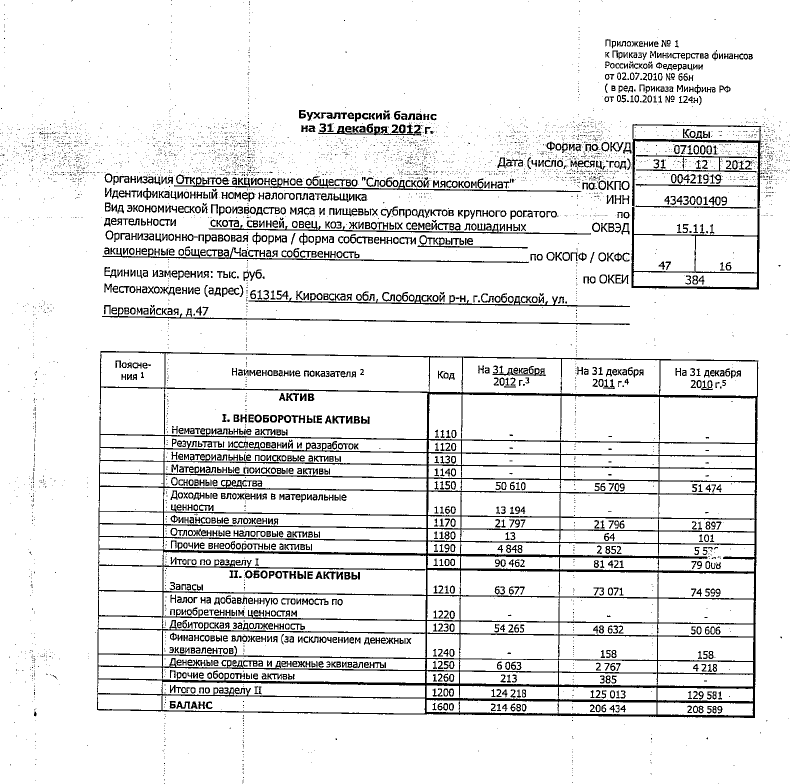 Приложение № 1
к Приказу Министерства финансов
Российской Федерации
от 02.07.2010 № 66н
( в ред. Приказа Минфина РФ
от 05.10.2011 № 124н)
Бухгалтерский баланс
на 31 декабря 2012 г.
Коды
Форма по ОКУД 0710001
Дата (число, месяц, год) 31 12 2012
Организация Открытое акционерное общество "Слободской мясокомбинат" по ОКПО 00421919
Идентификационный номер налогоплательщика ИНН 4343001409
Вид экономической Производство мяса и пищевых субпродуктов крупного рогатого по
деятельности скота, свиней, овец, коз, животных семейства лошадиных ОКВЭД 15.11.1
Организационно-правовая форма / форма собственности Открытые
акционерные общества/Частная собственность по ОКОПФ / ОКФС 47 16
Единица измерения: тыс. руб. по ОКЕИ 384
Местонахождение (адрес) 613154, Кировская обл, Слободской р-н, г.Слободской, ул.
Первомайская, д.47
Поясне- Наименование показателя 2 Код На 31 декабря На 31 декабря На 31 декабря
ния 1 2012 г.3 2011 г.4 2010 г.5
АКТИВ
I. ВНЕОБОРОТНЫЕ АКТИВЫ
Нематериальные активы 1110 - - -
Результаты исследований и разработок 1120 - - -
Нематериальные поисковые активы 1130 - - -
Материальные поисковые активы 1140 - - -
Основные средства 1150 50 610 56 709 51 474
Доходные вложения в материальные
ценности 1160 13 194 - -
Финансовые вложения 1170 21 797 21 796 21 897
Отложенные налоговые активы 1180 13 64 101
Прочие внеоборотные активы 1190 4 848 2 852
Итого по разделу I 1100 90 462 81 421 79 008
II. ОБОРОТНЫЕ АКТИВЫ
Запасы 1210 63 677 73 071 74 599
Налог на добавленную стоимость по
приобретенным ценностям 1220 - - -
Дебиторская задолженность 1230 54 265 48 632 50 606
Финансовые вложения (за исключением денежных
эквивалентов) 1240 - 158 158
Денежные средства и денежные эквиваленты 1250 6 063 2 767 4 218
Прочие оборотные активы 1260 213 385 -
Итого по разделу II 1200 124 218 125 013 129 581
БАЛАНС 1600 214 680 206 434 208 589